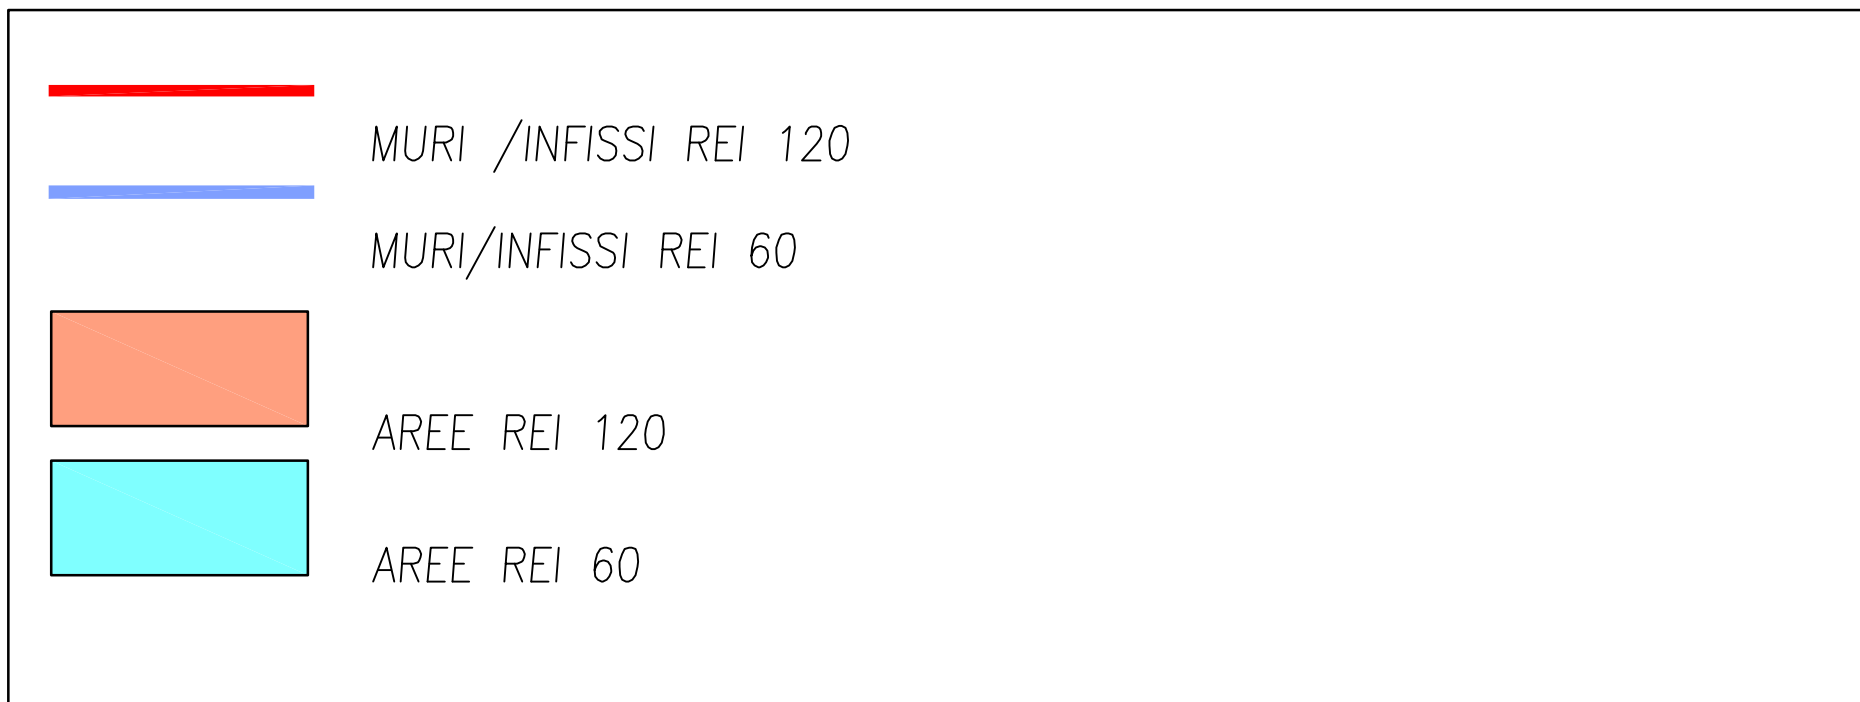 MURI /INFISSI REI 120
MURI/INFISSI REI 60
AREE REI 120
AREE REI 60